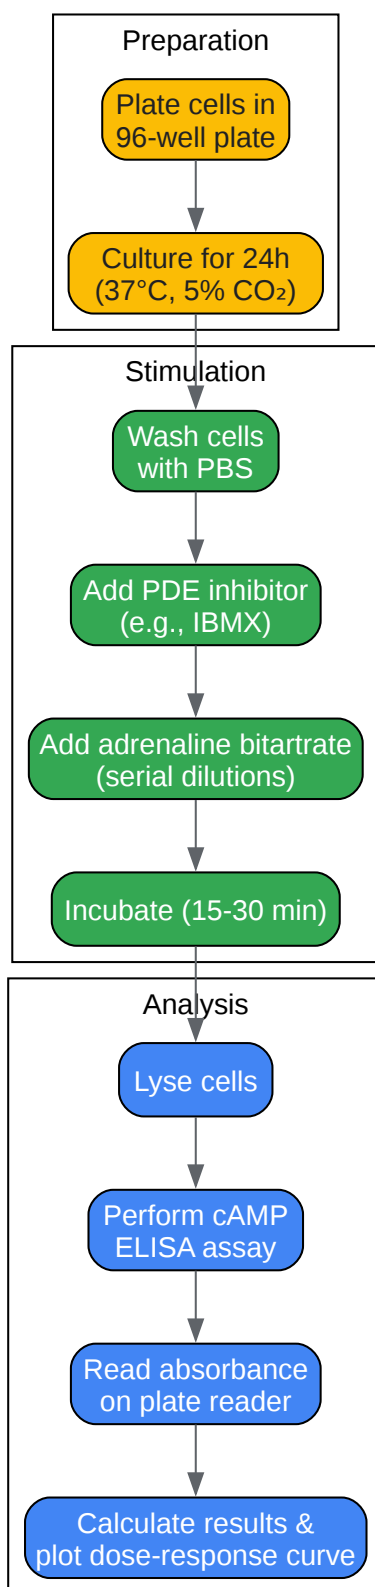 Preparation
Plate cells in
96-well plate
Culture for 24h
(37°C, 5% CO₂)
Stimulation
Wash cells
with PBS
Add PDE inhibitor
(e.g., IBMX)
Add adrenaline bitartrate
(serial dilutions)
Incubate (15-30 min)
Analysis
Lyse cells
Perform cAMP
ELISA assay
Read absorbance
on plate reader
Calculate results &
plot dose-response curve